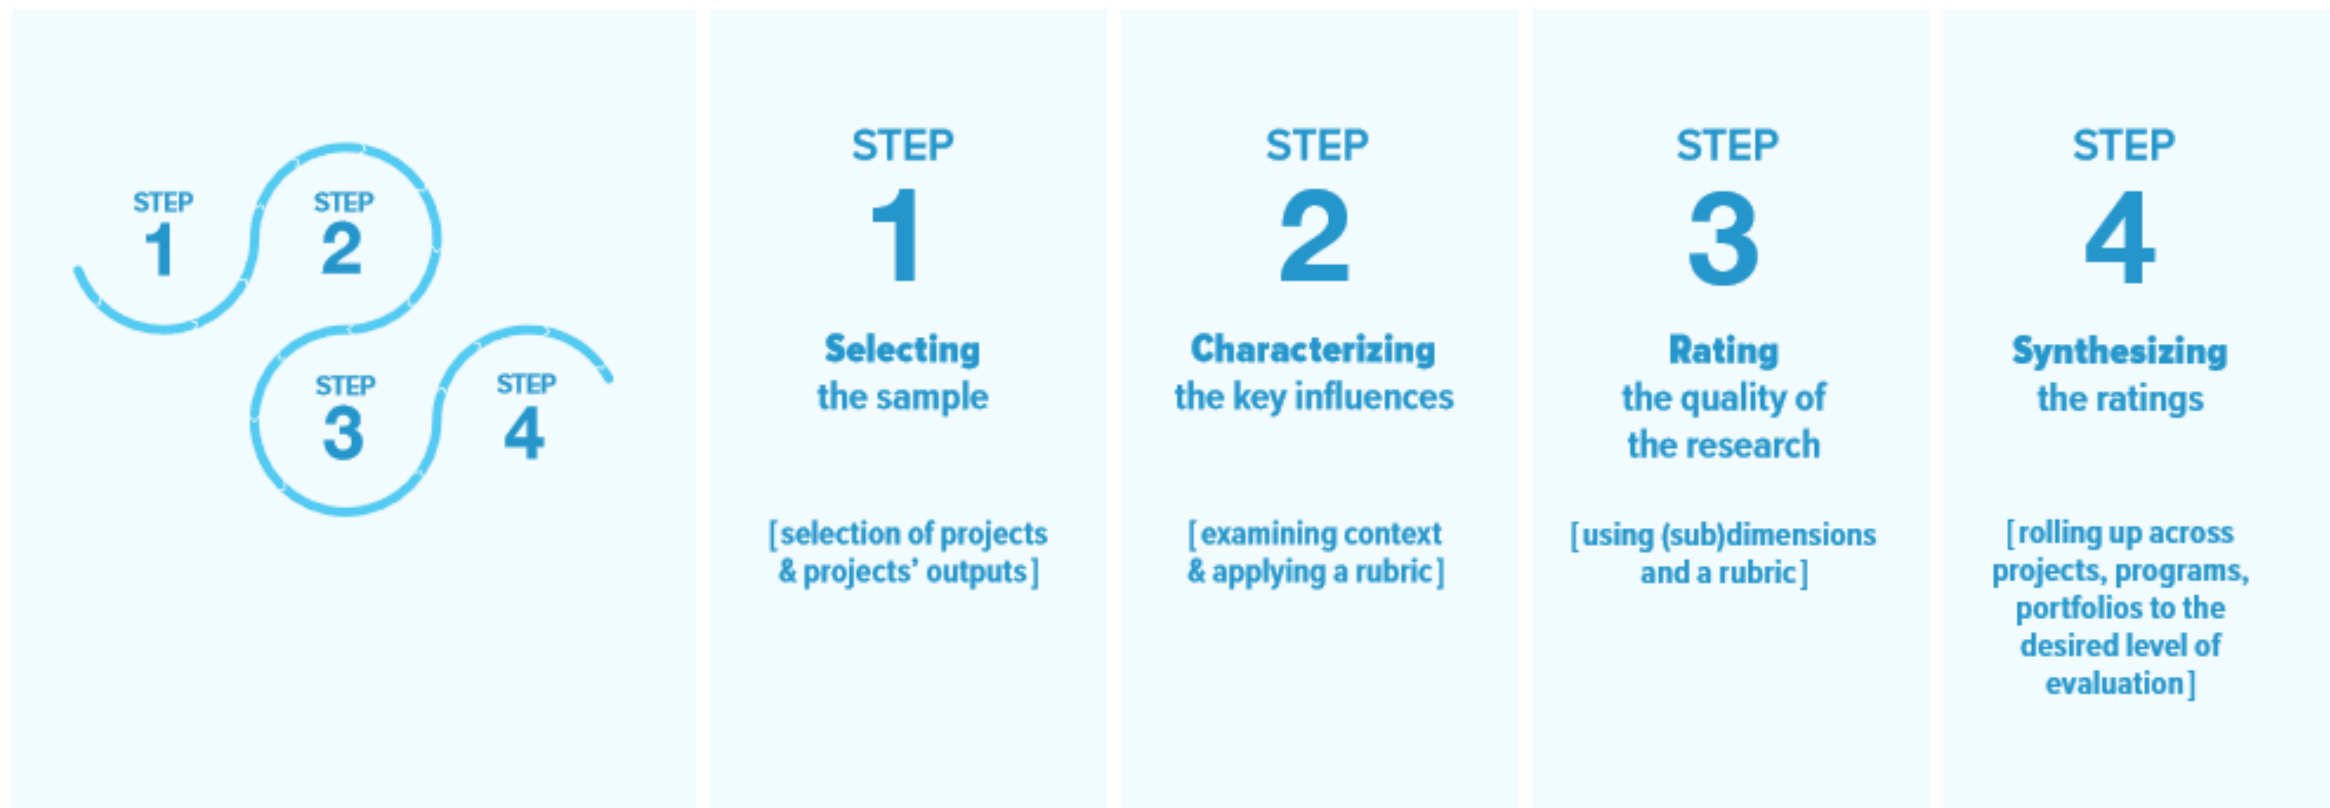 STEP
1
STEP
2
STEP
3
STEP
4
STEP
1
Selecting
the sample
[selection of projects
& projects’ outputs]
STEP
2
Characterizing
the key influences
[examining context
& applying a rubric]
STEP
3
Rating
the quality of
the research
[using (sub)dimensions
and a rubric]
STEP
4
Synthesizing
the ratings
[rolling up across
projects, programs,
portfolios to the
desired level of
evaluation]